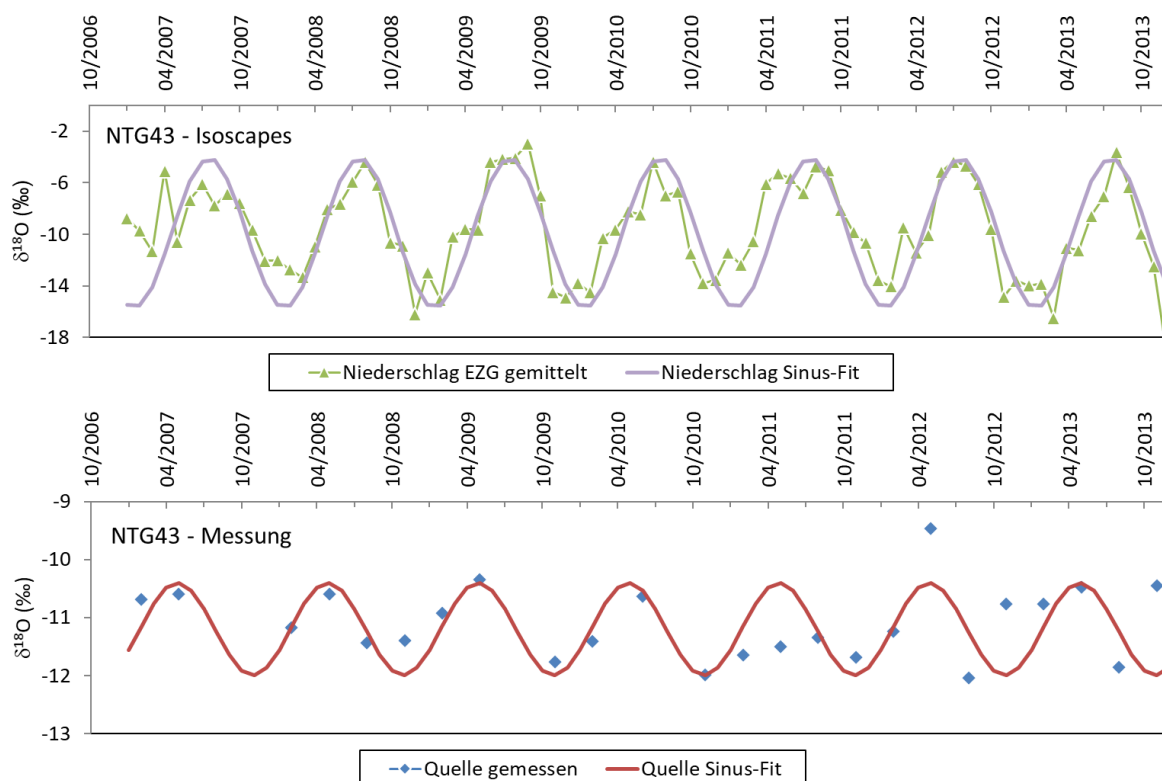 10/2006 04/2007 10/2007 04/2008 10/2008 04/2009 10/2009 04/2010 10/2010 04/2011 10/2011 04/2012 10/2012 04/2013 10/2013
NTG43 - Isoscapes
δ¹⁸O (‰)
-2
-6
-10
-14
-18
Niederschlag EZG gemittelt Niederschlag Sinus-Fit
10/2006 04/2007 10/2007 04/2008 10/2008 04/2009 10/2009 04/2010 10/2010 04/2011 10/2011 04/2012 10/2012 04/2013 10/2013
NTG43 - Messung
δ¹⁸O (‰)
-9
-10
-11
-12
-13
Quelle gemessen Quelle Sinus-Fit